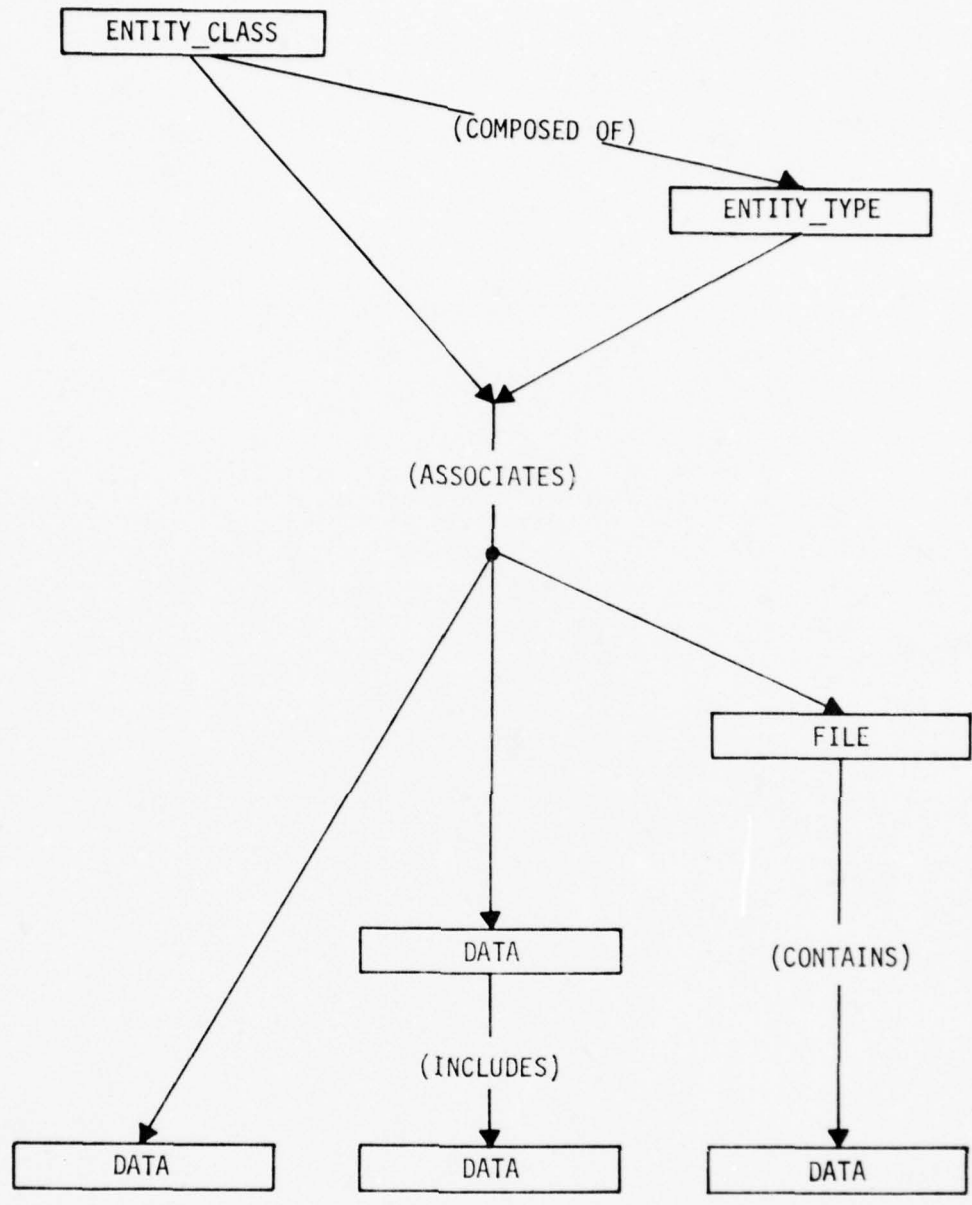 ENTITY_CLASS
(COMPOSED OF)
ENTITY_TYPE
(ASSOCIATES)
FILE
DATA
(CONTAINS)
(INCLUDES)
DATA
DATA
DATA